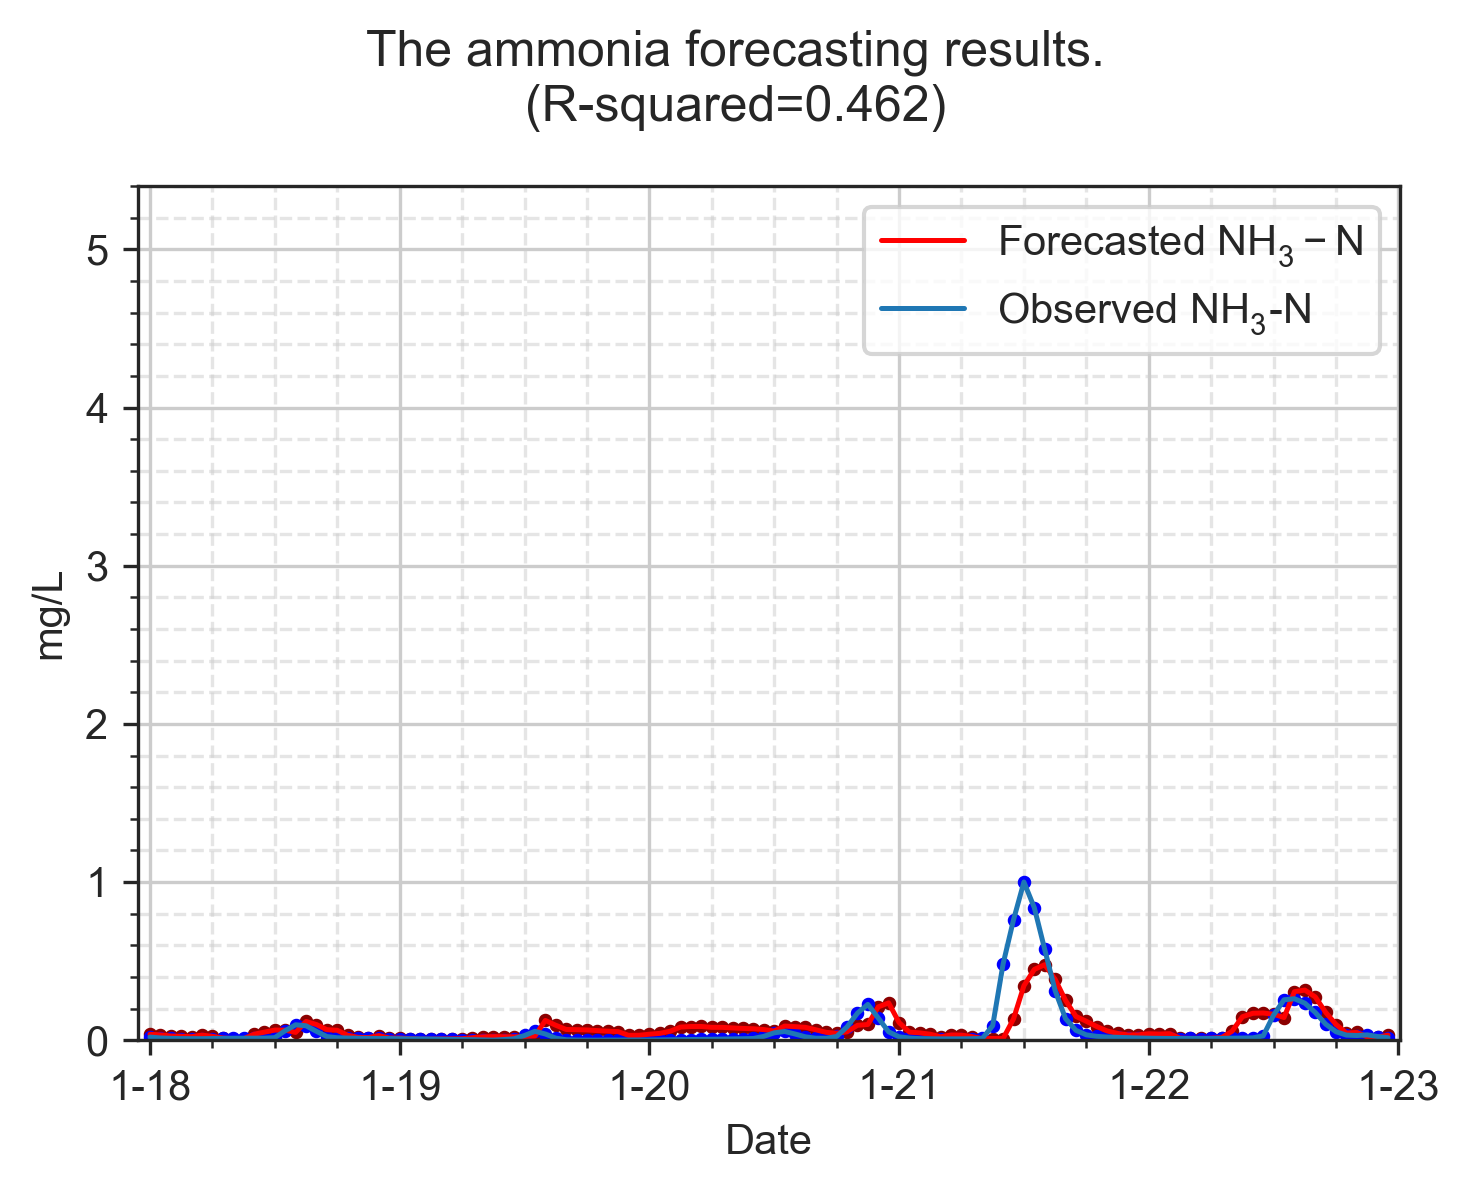 The ammonia forecasting results.
(R-squared=0.462)
Forecasted NH₃ − N
Observed NH₃-N
5
4
3
2
1
0
mg/L
1-18 1-19 1-20 1-21 1-22 1-23
Date